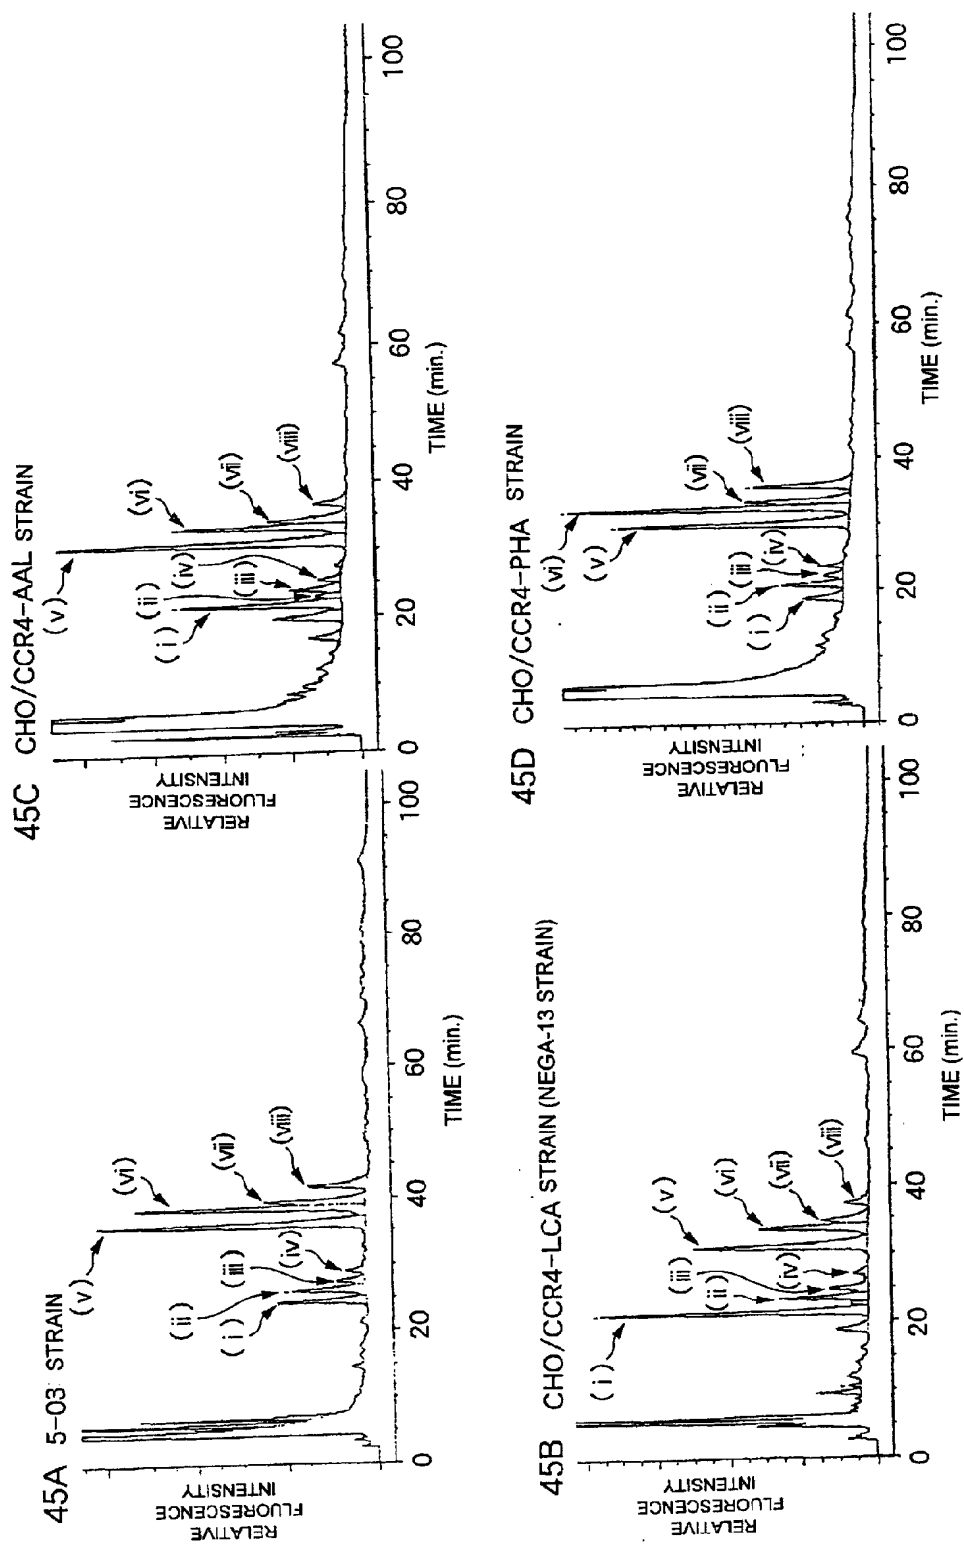 45A 5-03 STRAIN
RELATIVE
FLUORESCENCE
INTENSITY
(i)
(ii)
(iii)
(iv)
(v)
(vi)
(vii)
(viii)
0 20 40 60 80 100
TIME (min.)
45B CHO/CCR4-LCA STRAIN (NEGA-13 STRAIN)
RELATIVE
FLUORESCENCE
INTENSITY
(i)
(ii)
(iii)
(iv)
(v)
(vi)
(vii)
(viii)
0 20 40 60 80 100
TIME (min.)
45C CHO/CCR4-AAL STRAIN
RELATIVE
FLUORESCENCE
INTENSITY
(i)
(ii)
(iii)
(iv)
(v)
(vi)
(vii)
(viii)
0 20 40 60 80 100
TIME (min.)
45D CHO/CCR4-PHA STRAIN
RELATIVE
FLUORESCENCE
INTENSITY
(i)
(ii)
(iii)
(iv)
(v)
(vi)
(vii)
(viii)
0 20 40 60 80 100
TIME (min.)